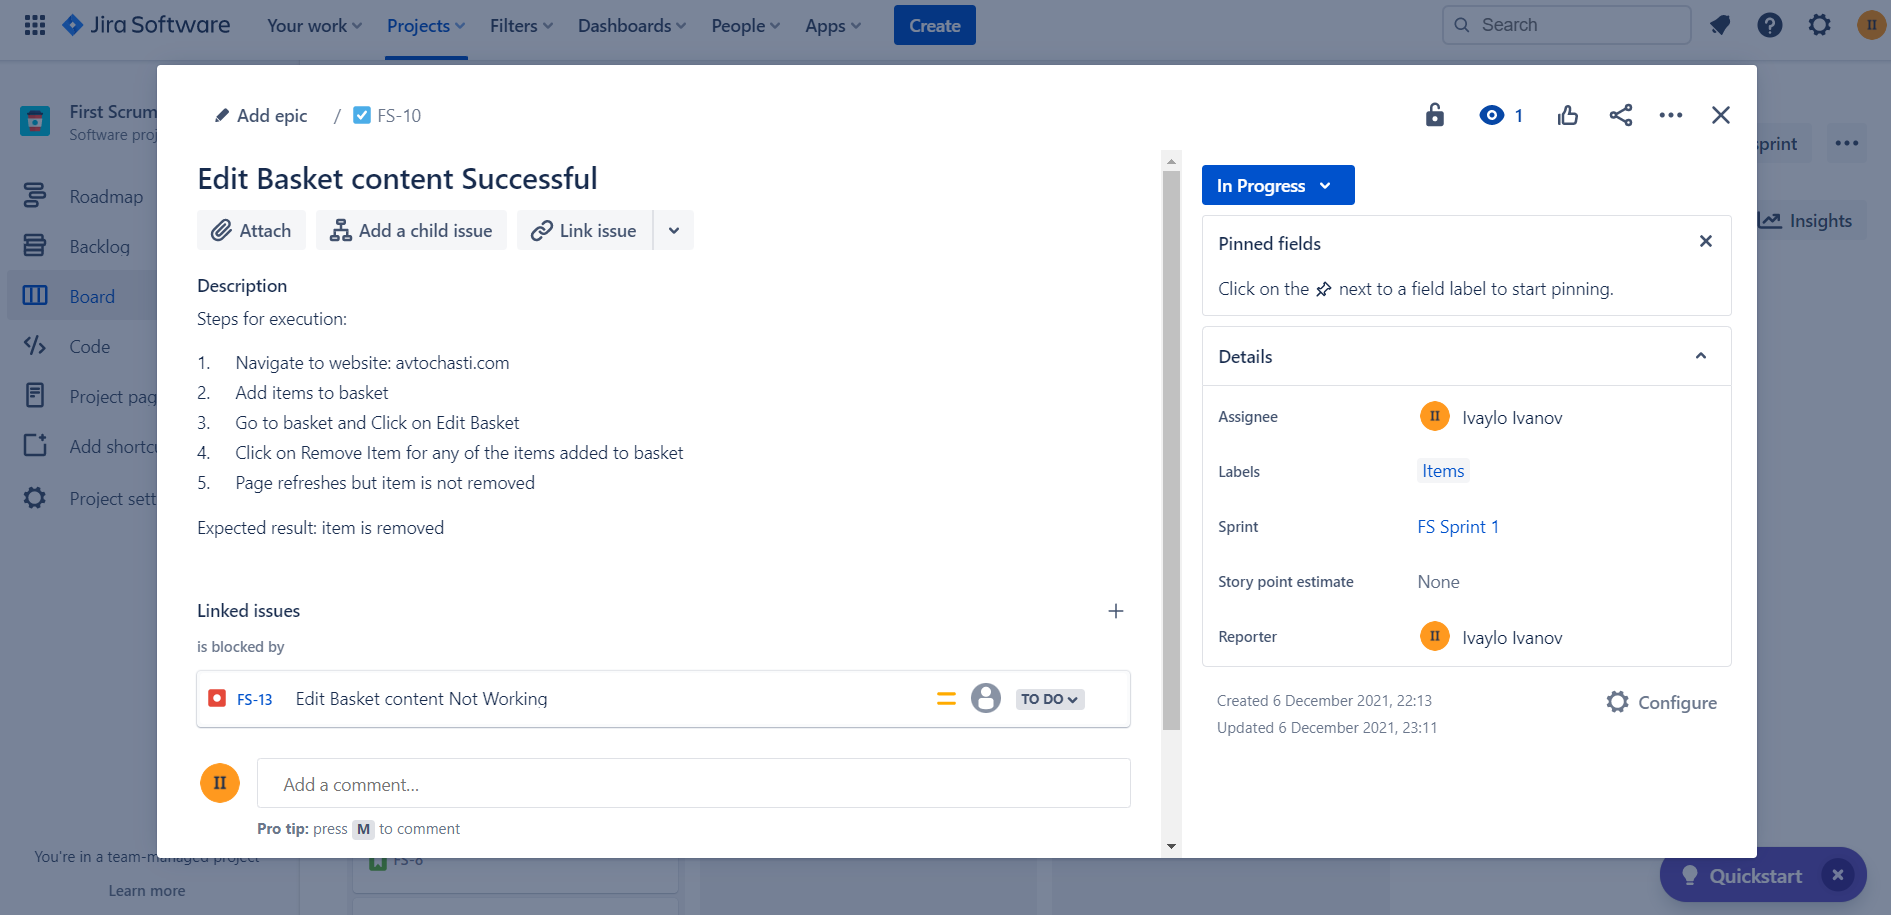 Jira Software
Your work
Projects
Filters
Dashboards
People
Apps
Create
Search
II
First Scrum
Software proj
Roadmap
Backlog
Board
Code
Project pag
Add shortcu
Project sett
You're in a team-managed project
Learn more
sprint
Insights
Add epic / FS-10
1
Edit Basket content Successful
Attach
Add a child issue
Link issue
Description
Steps for execution:
1. Navigate to website: avtochasti.com
2. Add items to basket
3. Go to basket and Click on Edit Basket
4. Click on Remove Item for any of the items added to basket
5. Page refreshes but item is not removed
Expected result: item is removed
Linked issues
is blocked by
FS-13 Edit Basket content Not Working TO DO
II
Add a comment...
Pro tip: press M to comment
In Progress
Pinned fields
Click on the next to a field label to start pinning.
Details
Assignee II Ivaylo Ivanov
Labels Items
Sprint FS Sprint 1
Story point estimate None
Reporter II Ivaylo Ivanov
Created 6 December 2021, 22:13
Updated 6 December 2021, 23:11
Configure
Quickstart